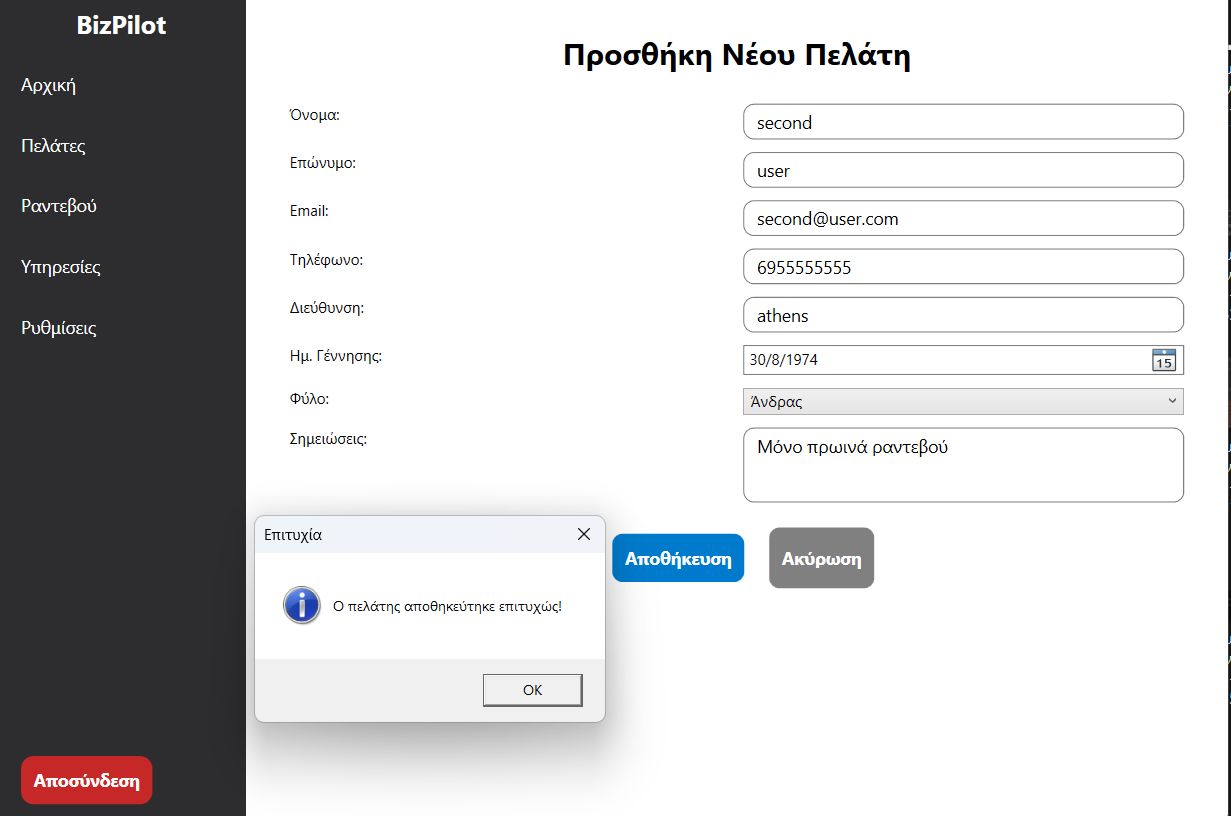 BizPilot
Αρχική
Πελάτες
Ραντεβού
Υπηρεσίες
Ρυθμίσεις
Αποσύνδεση
Προσθήκη Νέου Πελάτη
Όνομα: second
Επώνυμο: user
Email: second@user.com
Τηλέφωνο: 6955555555
Διεύθυνση: athens
Ημ. Γέννησης: 30/8/1974 15
Φύλο: Άνδρας
Σημειώσεις: Μόνο πρωινά ραντεβού
Αποθήκευση Ακύρωση
Επιτυχία
Ο πελάτης αποθηκεύτηκε επιτυχώς!
OK